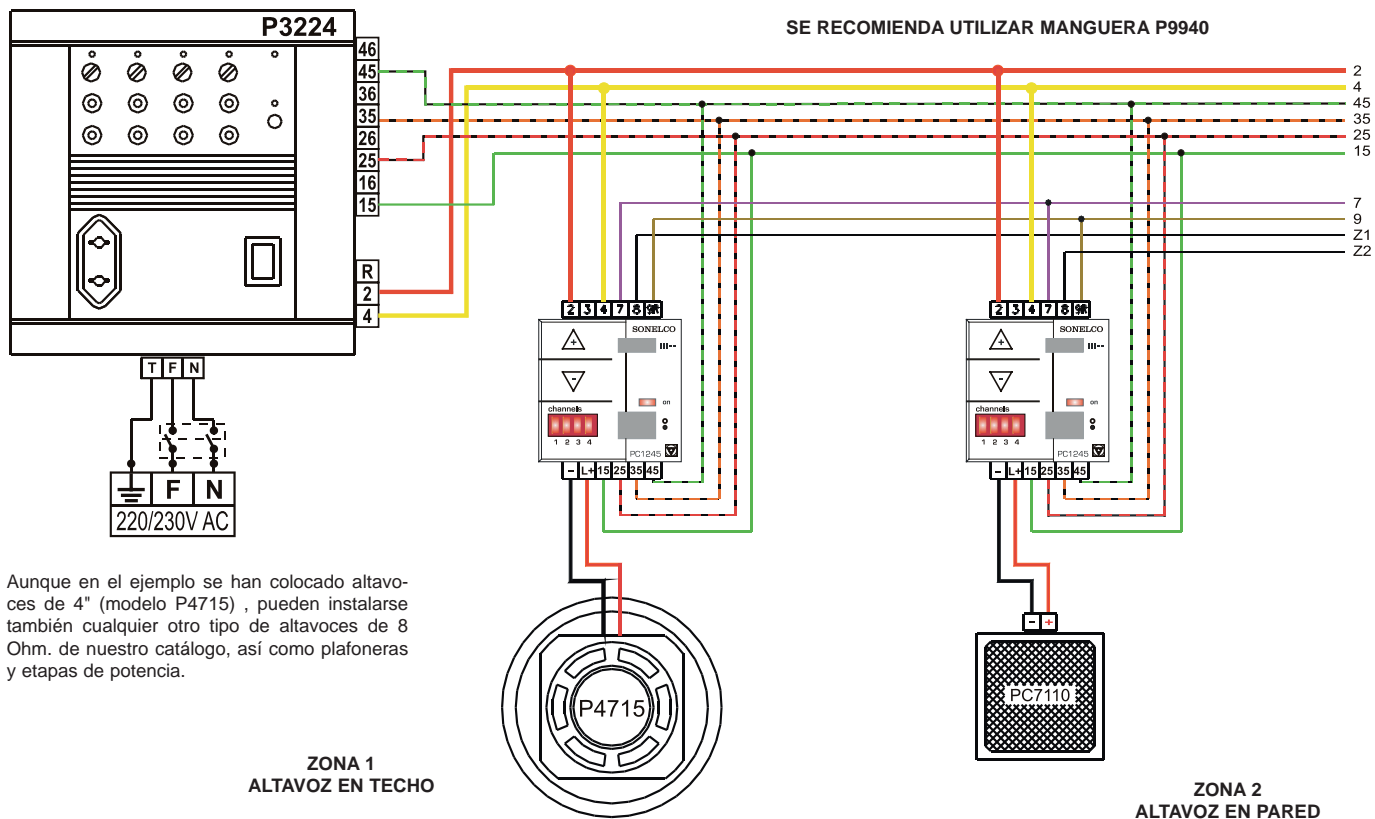 P3224
SE RECOMIENDA UTILIZAR MANGUERA P9940
46
45
36
35
26
25
16
15
R
2
4
2
4
45
35
25
15
7
9
Z1
Z2
T F N
F N
220/230V AC
2 3 4 7 8 9R
SONELCO
+
-
on
channels
1 2 3 4
PC1245
- L+ 15 25 35 45
2 3 4 7 8 9R
SONELCO
+
-
on
channels
1 2 3 4
PC1245
- L+ 15 25 35 45
Aunque en el ejemplo se han colocado altavo-
ces de 4" (modelo P4715) , pueden instalarse
también cualquier otro tipo de altavoces de 8
Ohm. de nuestro catálogo, así como plafoneras
y etapas de potencia.
P4715
- +
PC7110
ZONA 1
ALTAVOZ EN TECHO
ZONA 2
ALTAVOZ EN PARED